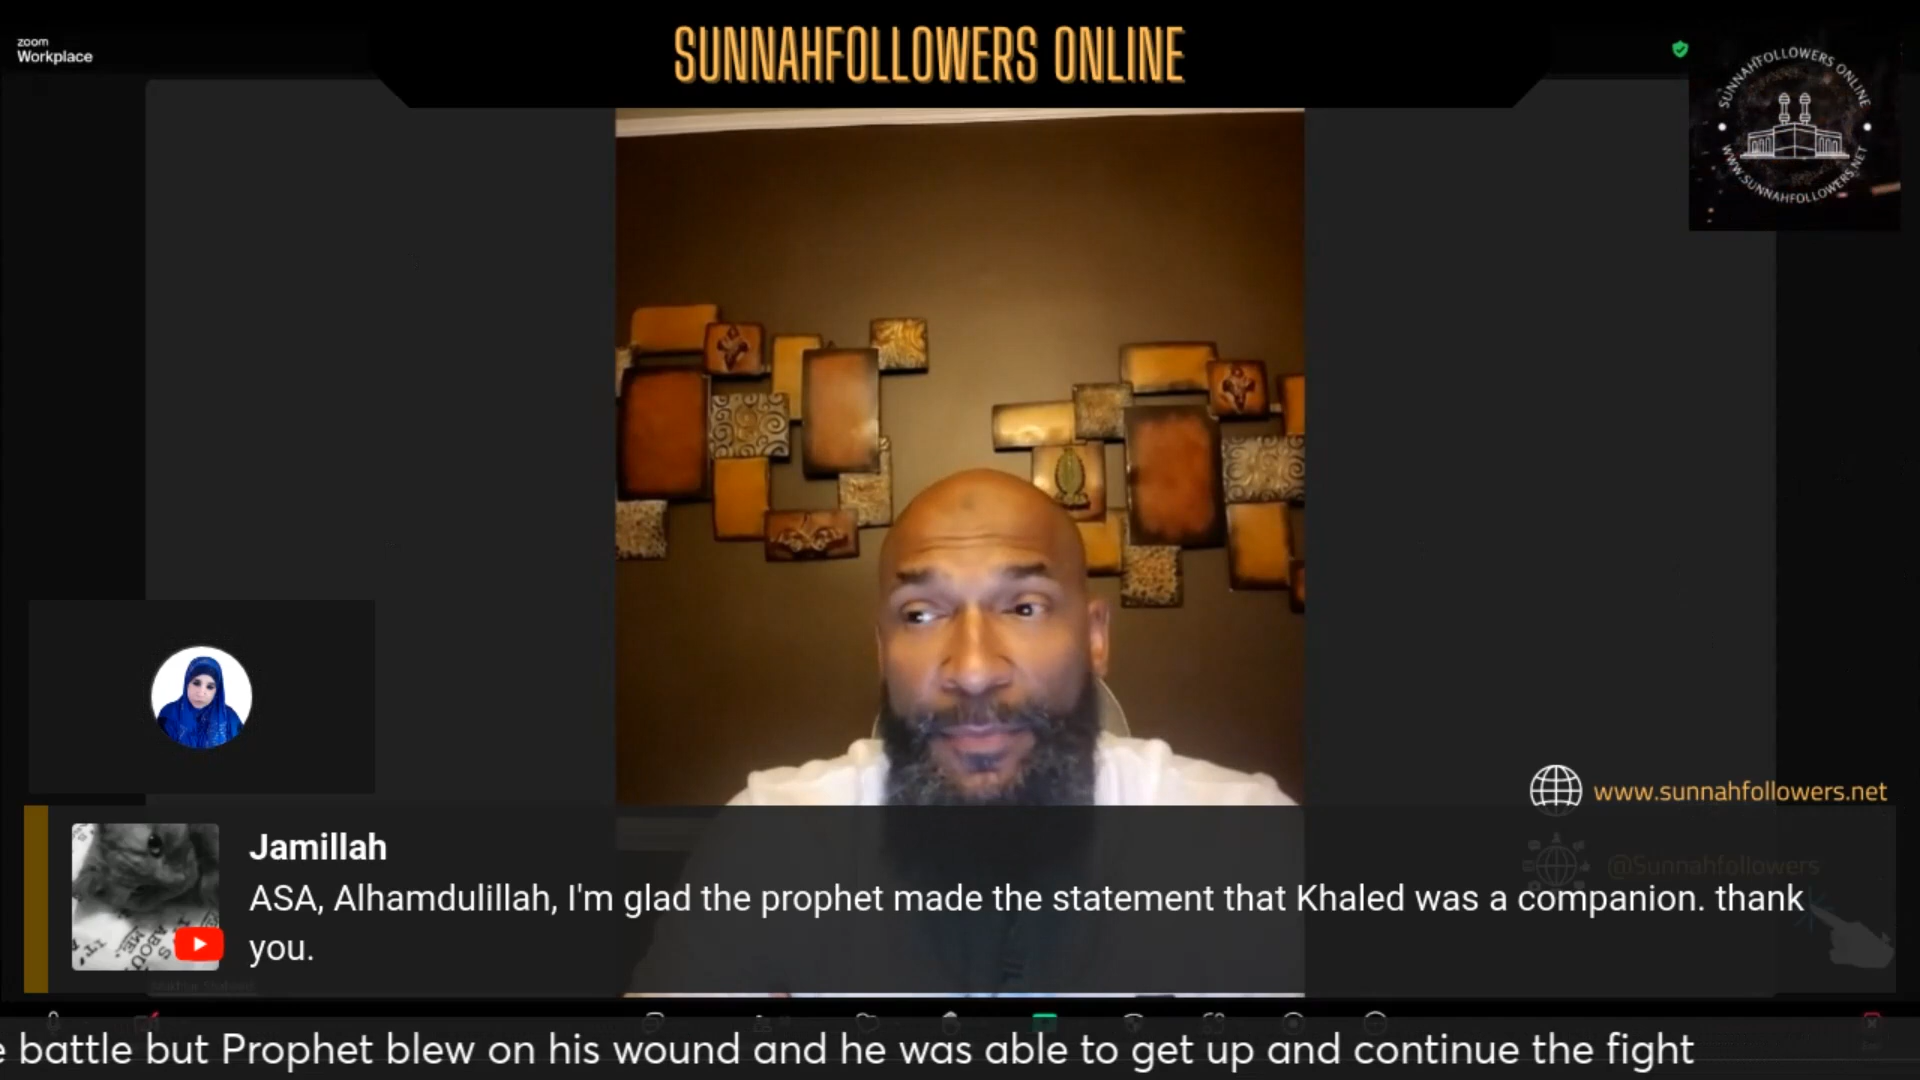 zoom
Workplace
SUNNAHFOLLOWERS ONLINE
SUNNAHFOLLOWERS ONLINE
WWW.SUNNAHFOLLOWERS.NET
www.sunnahfollowers.net
@Sunnahfollowers
Jamillah
ASA, Alhamdulillah, I'm glad the prophet made the statement that Khaled was a companion. thank
you.
battle but Prophet blew on his wound and he was able to get up and continue the fight